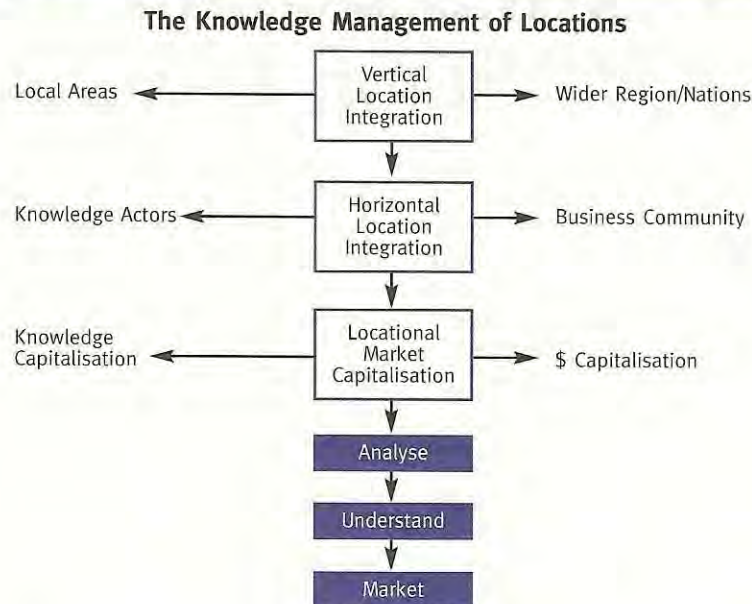 The Knowledge Management of Locations
Vertical
Location
Integration
Local Areas
Wider Region/Nations
Horizontal
Location
Integration
Knowledge Actors
Business Community
Locational
Market
Capitalisation
Knowledge
Capitalisation
$ Capitalisation
Analyse
Understand
Market